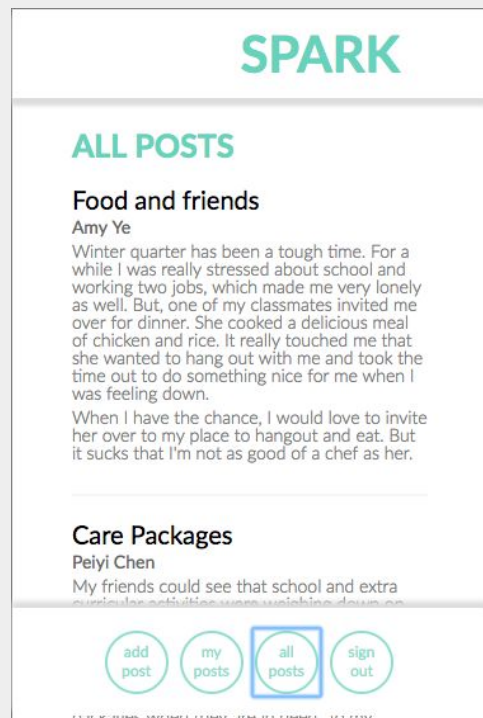 SPARK
ALL POSTS
Food and friends
Amy Ye
Winter quarter has been a tough time. For a
while I was really stressed about school and
working two jobs, which made me very lonely
as well. But, one of my classmates invited me
over for dinner. She cooked a delicious meal
of chicken and rice. It really touched me that
she wanted to hang out with me and took the
time out to do something nice for me when I
was feeling down.
When I have the chance, I would love to invite
her over to my place to hangout and eat. But
it sucks that I'm not as good of a chef as her.
Care Packages
Peiyi Chen
My friends could see that school and extra
curricular activities were weighing down on
add
post
my
posts
all
posts
sign
out